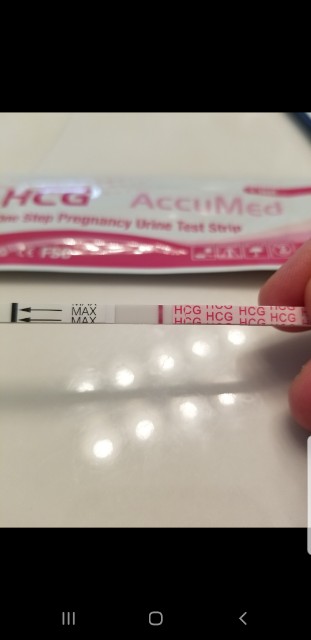 HCG AccuMed
One Step Pregnancy Urine Test Strip
MAX
MAX
HCG HCG HCG HCG
HCG HCG HCG HCG